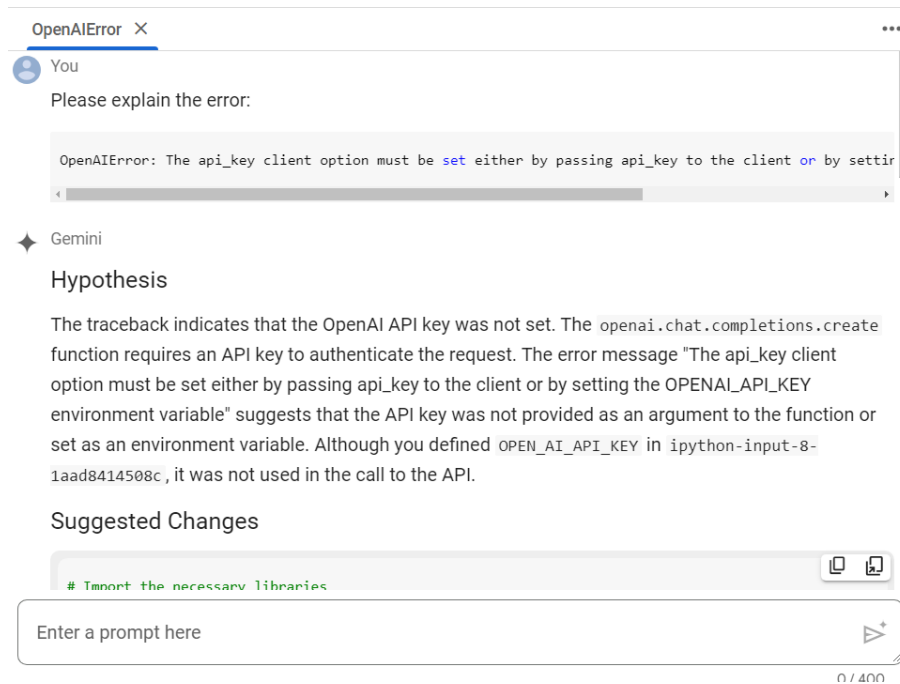 OpenAIError
You
Please explain the error:
OpenAIError: The api_key client option must be set either by passing api_key to the client or by settin
Gemini
Hypothesis
The traceback indicates that the OpenAI API key was not set. The openai.chat.completions.create
function requires an API key to authenticate the request. The error message "The api_key client
option must be set either by passing api_key to the client or by setting the OPENAI_API_KEY
environment variable" suggests that the API key was not provided as an argument to the function or
set as an environment variable. Although you defined OPEN_AI_API_KEY in ipython-input-8-
1aad8414508c, it was not used in the call to the API.
Suggested Changes
# Import the necessary libraries
Enter a prompt here
0 / 400